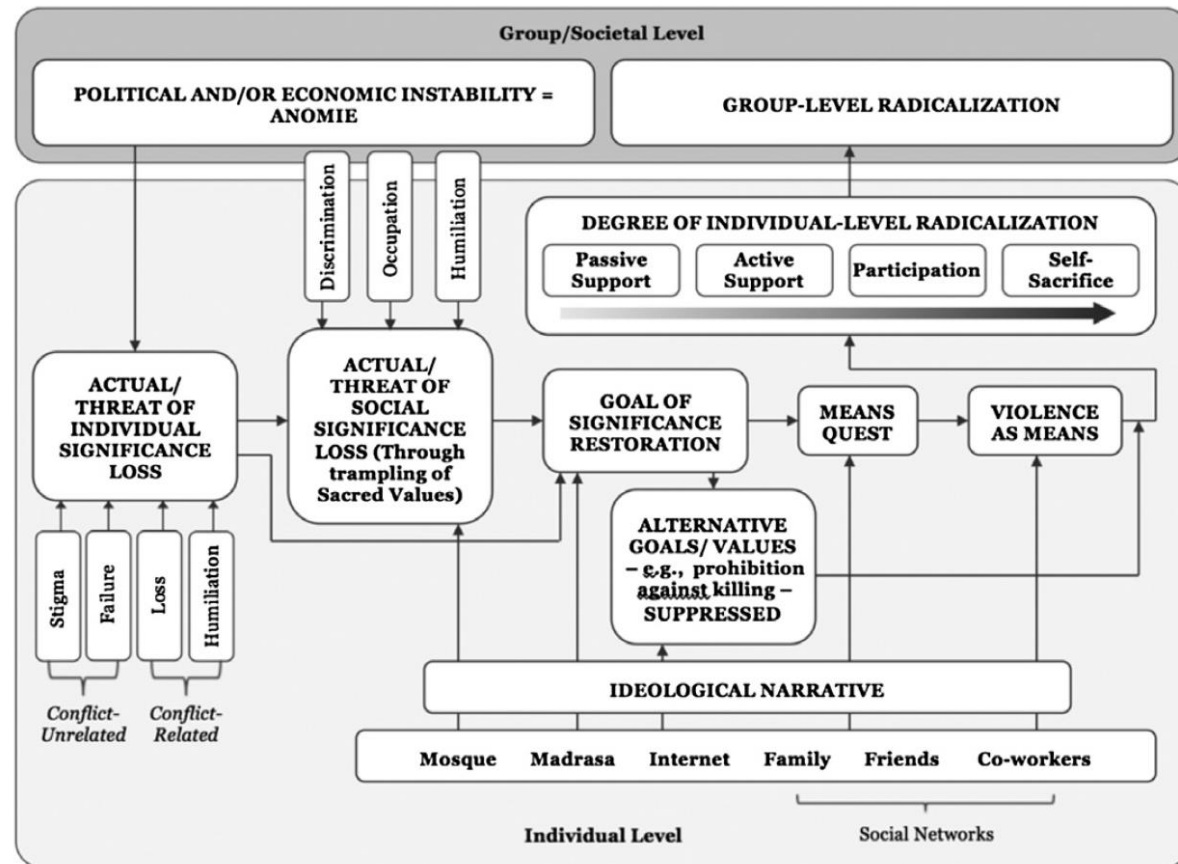 Group/Societal Level
POLITICAL AND/OR ECONOMIC INSTABILITY =
ANOMIE
GROUP-LEVEL RADICALIZATION
Discrimination
Occupation
Humiliation
DEGREE OF INDIVIDUAL-LEVEL RADICALIZATION
Passive
Support
Active
Support
Participation
Self-
Sacrifice
ACTUAL/
THREAT OF
INDIVIDUAL
SIGNIFICANCE
LOSS
ACTUAL/
THREAT OF
SOCIAL
SIGNIFICANCE
LOSS (Through
trampling of
Sacred Values)
GOAL OF
SIGNIFICANCE
RESTORATION
MEANS
QUEST
VIOLENCE
AS MEANS
ALTERNATIVE
GOALS/ VALUES
– e.g., prohibition
against killing –
SUPPRESSED
Stigma
Failure
Loss
Humiliation
Conflict-
Unrelated
Conflict-
Related
IDEOLOGICAL NARRATIVE
Mosque Madrasa Internet Family Friends Co-workers
Individual Level
Social Networks